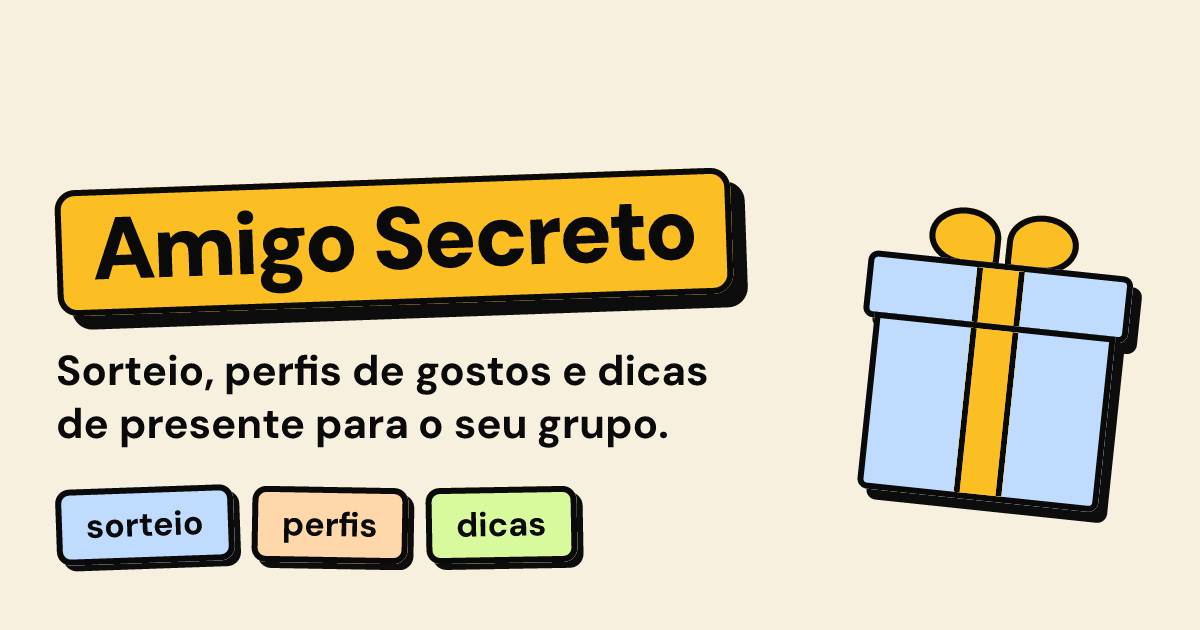 Amigo Secreto
Sorteio, perfis de gostos e dicas
de presente para o seu grupo.
sorteio
perfis
dicas